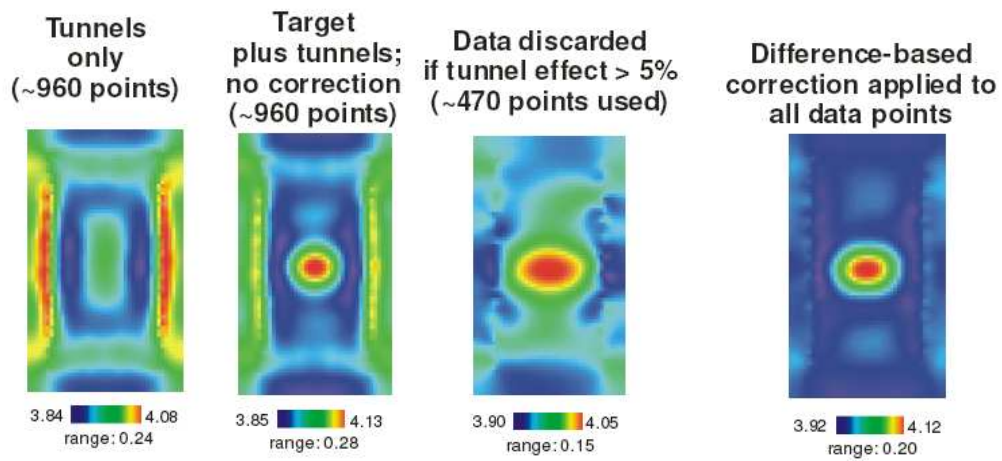 Tunnels
only
(~960 points)
Target
plus tunnels;
no correction
(~960 points)
Data discarded
if tunnel effect > 5%
(~470 points used)
Difference-based
correction applied to
all data points
3.84 4.08
range: 0.24
3.85 4.13
range: 0.28
3.90 4.05
range: 0.15
3.92 4.12
range: 0.20